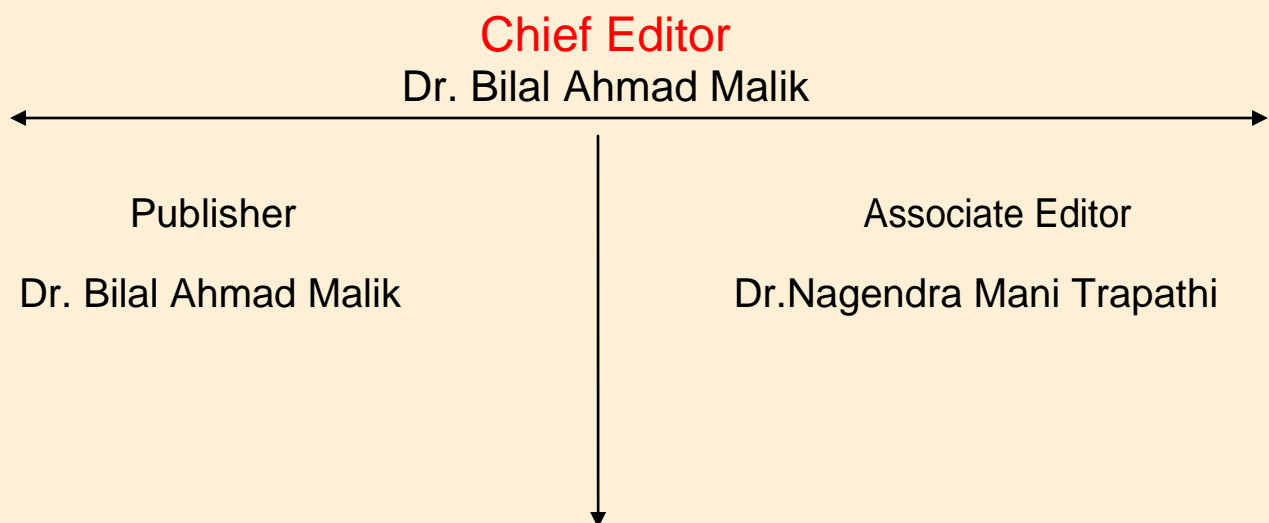 Chief Editor
Dr. Bilal Ahmad Malik
Publisher
Associate Editor
Dr. Bilal Ahmad Malik
Dr.Nagendra Mani Trapathi